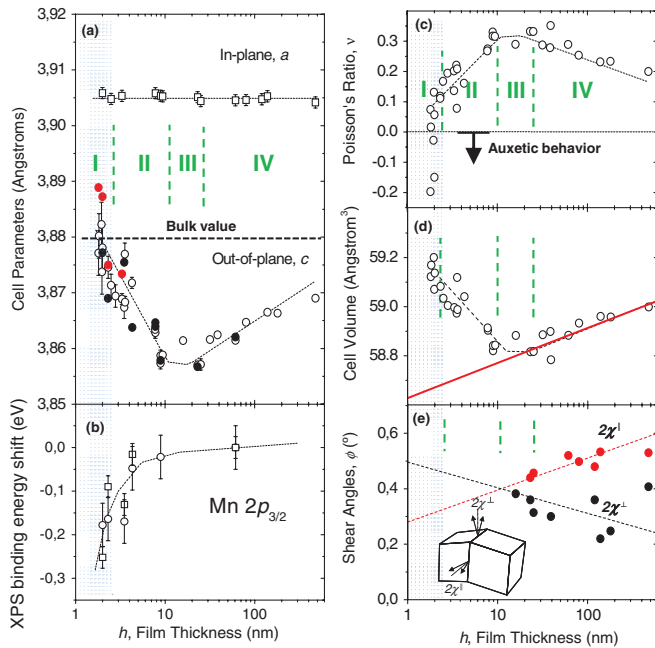 3,92
3,91
3,90
3,89
3,88
3,87
3,86
3,85
Cell Parameters (Angstroms)
(a)
In-plane, a
I
II
III
IV
Bulk value
Out-of-plane, c
0,0
-0,1
-0,2
-0,3
XPS binding energy shift (eV)
(b)
Mn 2p3/2
1
10
100
h, Film Thickness (nm)
0.4
0.3
0.2
0.1
0.0
-0.1
-0.2
Poisson's Ratio, ν
(c)
I
II
III
IV
Auxetic behavior
59.2
59.0
58.8
Cell Volume (Angstrom3)
(d)
0,6
0,4
0,2
0,0
Shear Angles, ϕ (°)
(e)
2χ∥
2χ⊥
2χ⊥
2χ∥
1
10
100
h, Film Thickness (nm)